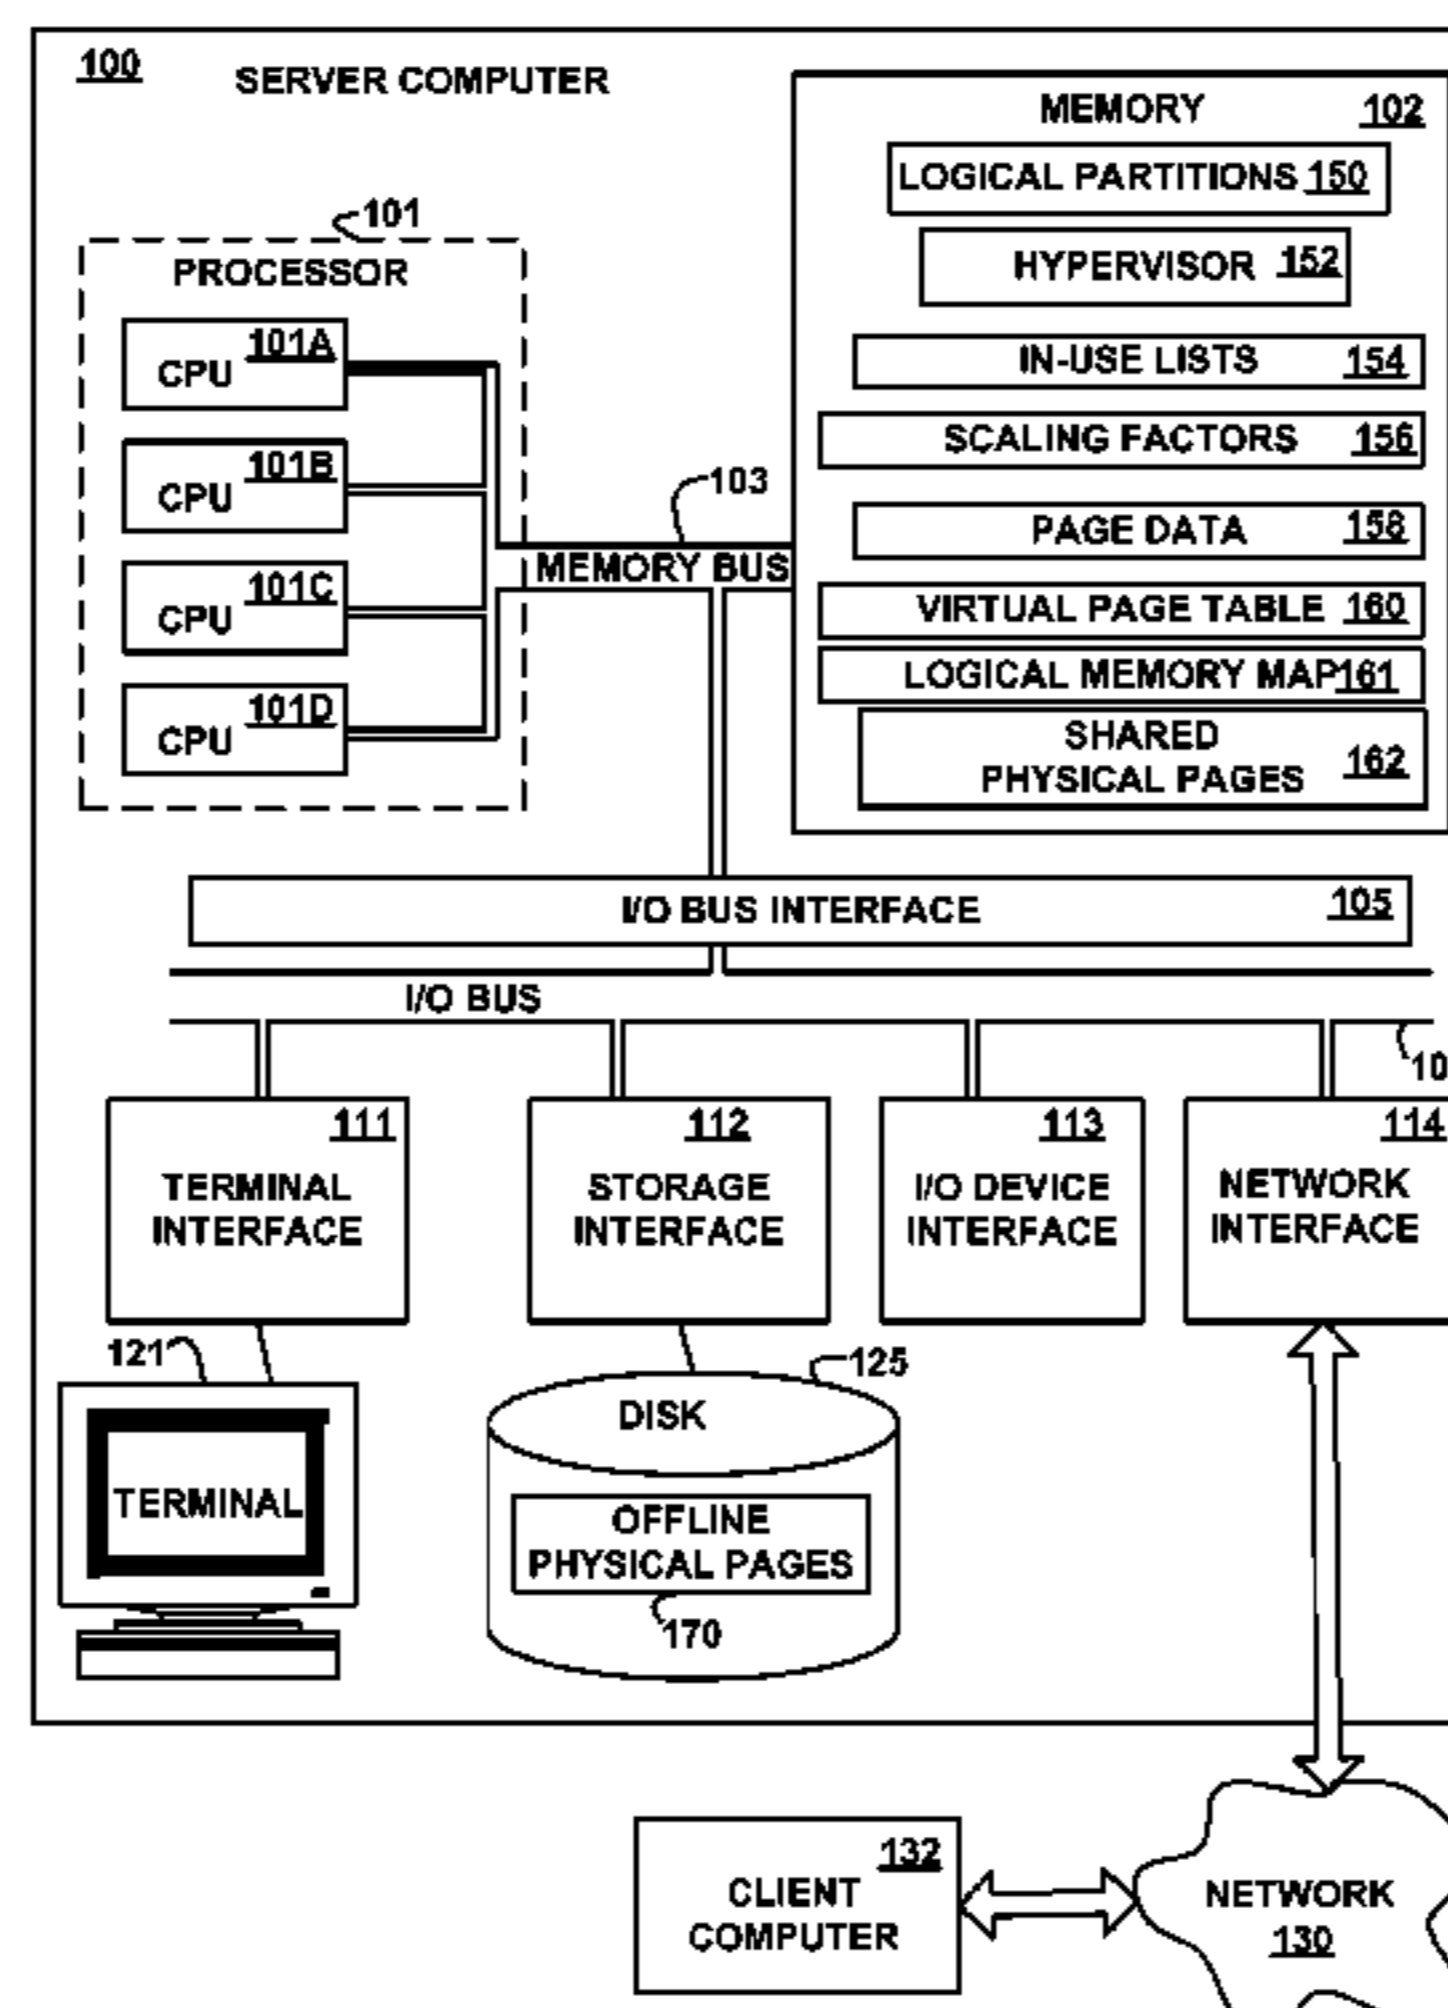 100
SERVER COMPUTER
MEMORY 102
LOGICAL PARTITIONS 150
HYPERVISOR 152
IN-USE LISTS 154
SCALING FACTORS 156
PAGE DATA 158
VIRTUAL PAGE TABLE 160
LOGICAL MEMORY MAP 161
SHARED
PHYSICAL PAGES 162
101
PROCESSOR
CPU 101A
CPU 101B
CPU 101C
CPU 101D
103
MEMORY BUS
I/O BUS INTERFACE 105
I/O BUS
10
111
TERMINAL
INTERFACE
112
STORAGE
INTERFACE
113
I/O DEVICE
INTERFACE
114
NETWORK
INTERFACE
121
TERMINAL
125
DISK
OFFLINE
PHYSICAL PAGES
170
132
CLIENT
COMPUTER
NETWORK
130